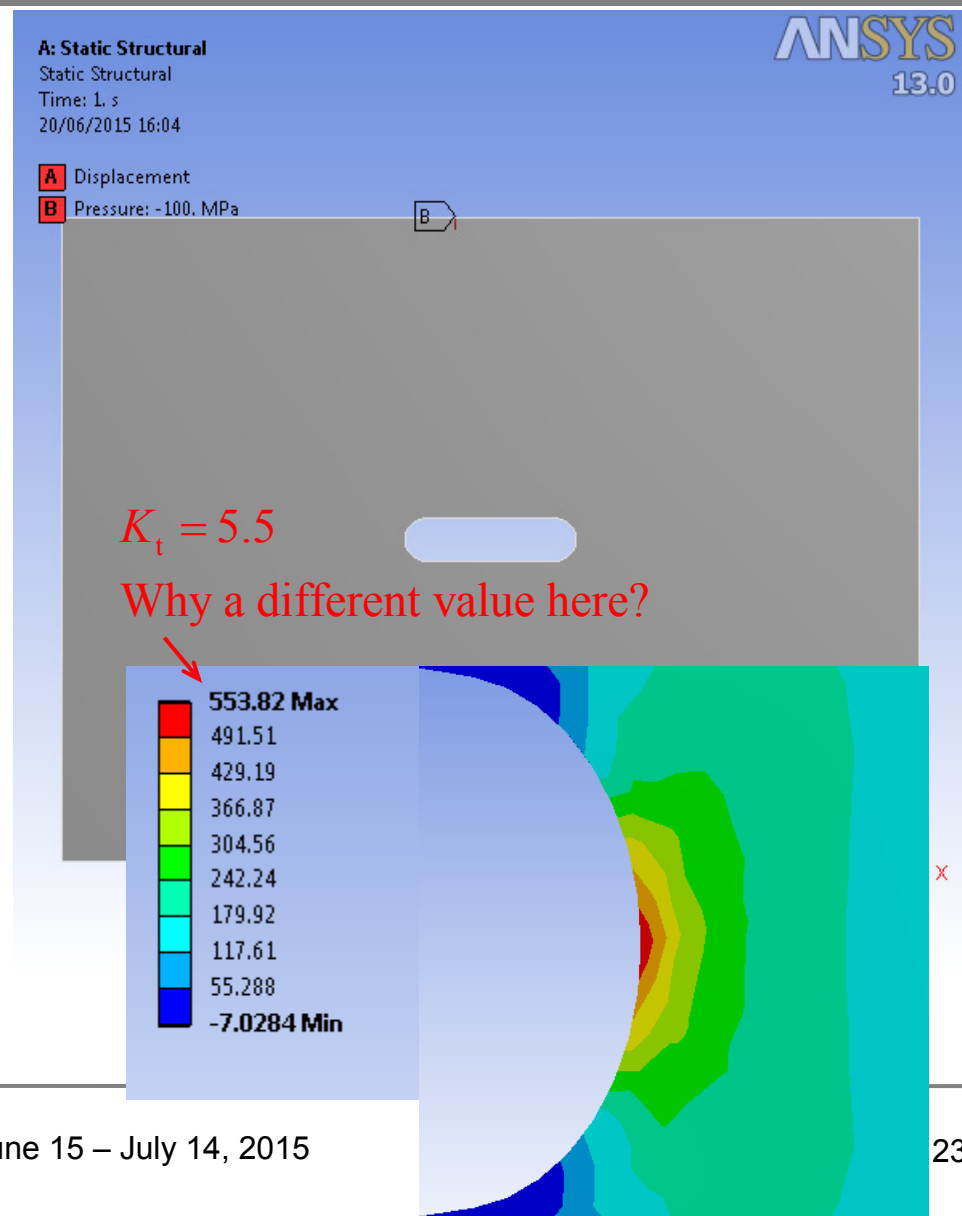 ANSYS
13.0
A: Static Structural
Static Structural
Time: 1. s
20/06/2015 16:04
A Displacement
B Pressure: -100. MPa
B
K_t = 5.5
Why a different value here?
553.82 Max
491.51
429.19
366.87
304.56
242.24
179.92
117.61
55.288
-7.0284 Min
X
une 15 – July 14, 2015
23